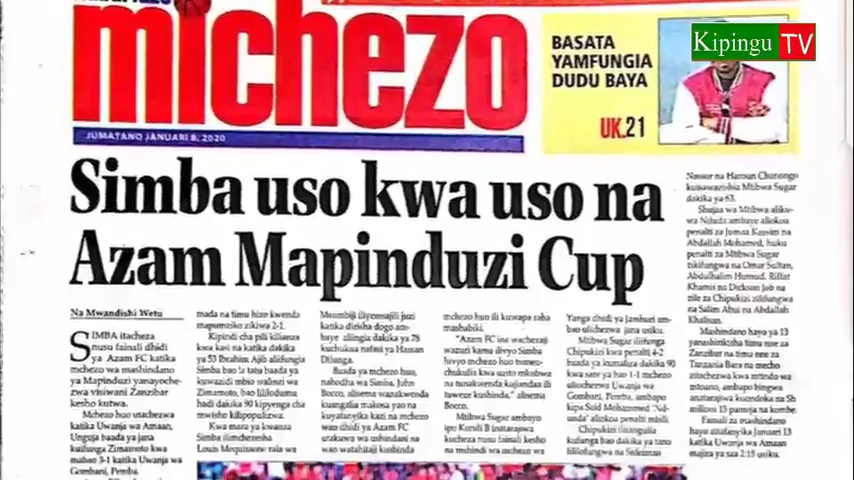 michezo
JUMATANO JANUARI 8, 2020
BASATA
YAMFUNGIA
DUDU BAYA
UK.21
Kipingu TV
Simba uso kwa uso na
Azam Mapinduzi Cup
Na Mwandishi Wetu
SIMBA itacheza
nusu fainali dhidi
ya Azam FC katika
mchezo wa mashindano
ya Mapinduzi yanayoche-
zwa visiwani Zanzibar
kesho kutwa.
Mchezo huo utachezwa
katika Uwanja wa Amaan,
Unguja baada ya jana
kuifunga Zimamoto kwa
mabao 3-1 katika Uwanja wa
Gombani, Pemba.
mada na timu hizo kwenda
mapumziko zikiwa 2-1.
Kipindi cha pili kilianza
kwa kasi na katika dakika
ya 53 Ibrahim Ajib aliifungia
Simba bao la tatu baada ya
kuwazidi mbio walinzi wa
Zimamoto, bao lililodumu
hadi dakika 90 kipyenga cha
mwisho kilipopulizwa.
Kwa mara ya kwanza
Simba ilimchezesha
Louis Moquissone raia wa
Msumbiji iliyemsajili juzi
katika dirisha dogo am-
baye aliingia dakika ya 78
kuchukua nafasi ya Hassan
Dilunga.
Baada ya mchezo huo,
nahodha wa Simba, John
Bocco, alisema wanakwenda
kuangalia makosa yao na
kuyafanyika kazi na mchezo
wao dhidi ya Azam FC
utakuwa wa ushindani na
wao watahitaji kushinda
mchezo huo ili kuwapa raha
mashabiki.
"Azam FC ine wachezaji
wazuri kama divyo Simba
hivyo mchezo huo tumeo-
chukulia kwa uzito mkubwa
na tunakwenda kujiandaa ili
tuweze kushinda," alisema
Bocco.
Mtibwa Sugar ambayo
ipo Kundi B inatarajiwa
kucheza nusu fainali kesho
na mshindi wa mchezo wa
Yanga dhidi ya Jamhuri am-
bao ulichezwa jana usiku.
Mtibwa Sugar iliifunga
Chipukizi kwa penalti 4-2
baada ya kumaliza dakika 90
kwa sare ya bao 1-1 mchezo
uliochezwa Uwanja wa
Gombani, Pemba, ambapo
kipa Said Mohammed "Nd-
unda" aliokoa penalti mbili.
Chipukizi ilitangulia
kufunga bao dakika ya tano
lililofungwa na Suleiman
Nassor na Haroun Chanongo
kusawazishia Mtibwa Sugar
dakika ya 63.
Shujaa wa Mtibwa aliku-
wa Nduda ambaye aliokoa
penalti za Jumaa Kassim na
Abdallah Mohamed, huku
penalti za Mtibwa Sugar
zikifungwa na Omar Sultan,
Abdulhalim Humud, Riffat
Khamis na Dickson Job na
zile za Chipukizi zilifungwa
na Salim Abui na Abdallah
Khalisan.
Mashindano haya ya 13
yanashirikisha timu nne za
Zanzibar na timu nne za
Tanzania Bara na mecho
zitachezwa kwa mtindo wa
mtoano, ambapo bingwa
anatarajiwa kuondoka na Sh
milioni 15 pamoja na kombe.
Fainali za mashindano
hayo zitafanyika Januari 13
katika Uwanja wa Amaan
majira ya saa 2:15 usiku.